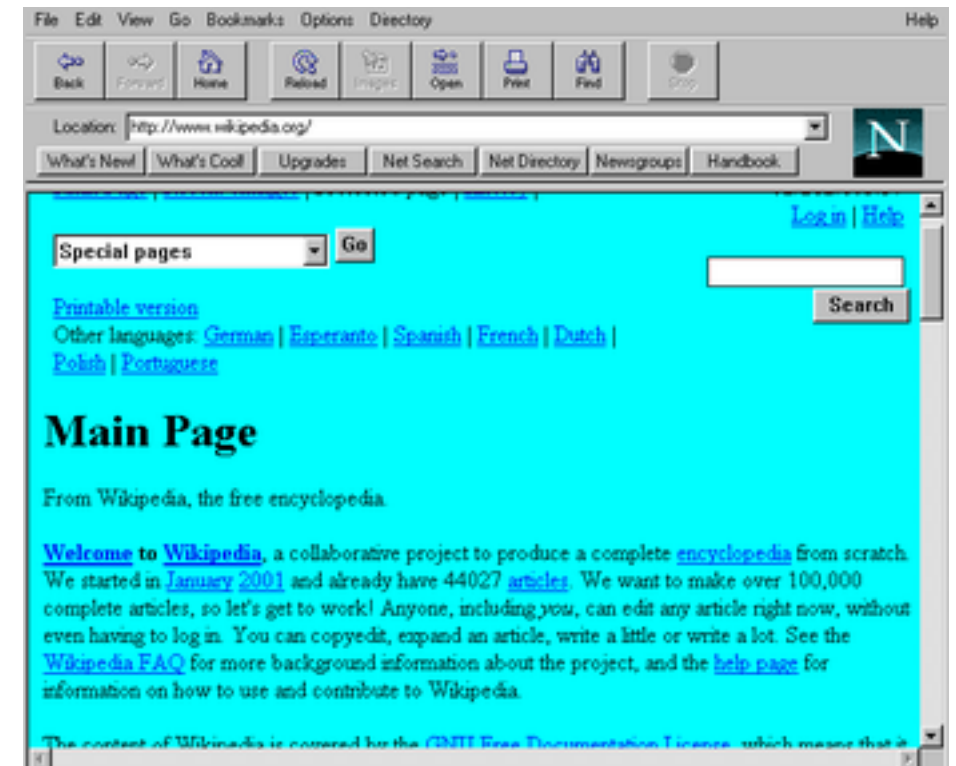 File Edit View Go Bookmarks Options Directory Help
Back Forward Home Reload Images Open Print Find Stop
Location: http://www.wikipedia.org/
N
What's New! What's Cool! Upgrades Net Search Net Directory Newsgroups Handbook
Log in | Help
Special pages Go
Search
Printable version
Other languages: German | Esperanto | Spanish | French | Dutch |
Polish | Portuguese
Main Page
From Wikipedia, the free encyclopedia.
Welcome to Wikipedia, a collaborative project to produce a complete encyclopedia from scratch.
We started in January 2001 and already have 44027 articles. We want to make over 100,000
complete articles, so let's get to work! Anyone, including you, can edit any article right now, without
even having to log in. You can copyedit, expand an article, write a little or write a lot. See the
Wikipedia FAQ for more background information about the project, and the help page for
information on how to use and contribute to Wikipedia.
The content of Wikipedia is covered by the GNU Free Documentation License, which means that it